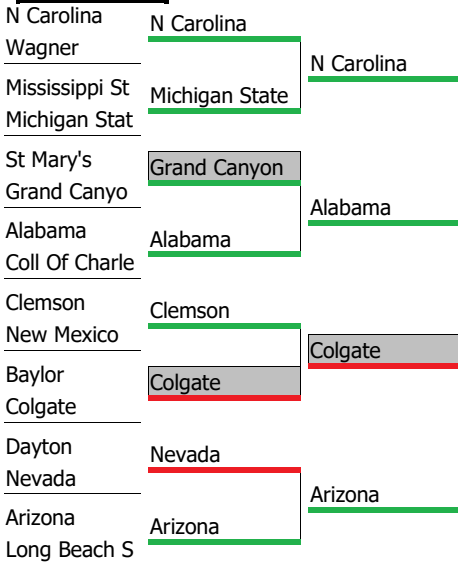 N Carolina
Wagner
Mississippi St
Michigan Stat
St Mary's
Grand Canyo
Alabama
Coll Of Charle
Clemson
New Mexico
Baylor
Colgate
Dayton
Nevada
Arizona
Long Beach S
N Carolina
Michigan State
Grand Canyon
Alabama
Clemson
Colgate
Nevada
Arizona
N Carolina
Alabama
Colgate
Arizona